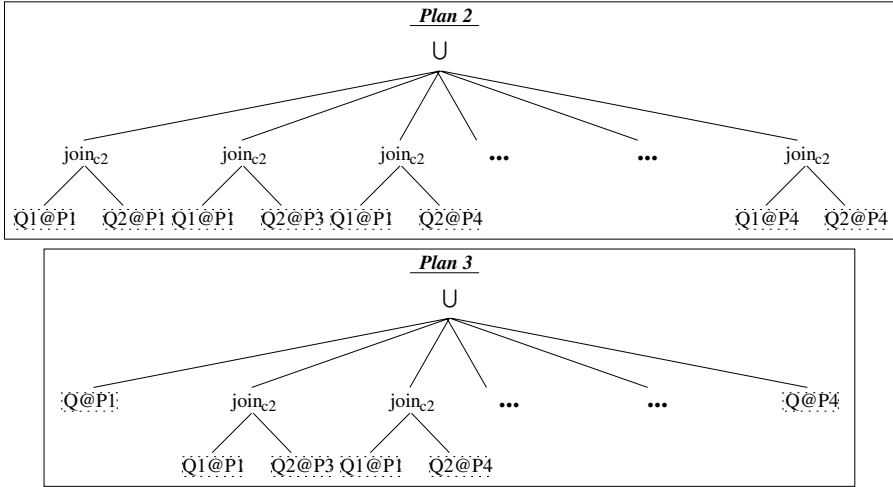 Plan 2
∪
join_c2 join_c2 join_c2 ... ... join_c2
Q1@P1 Q2@P1 Q1@P1 Q2@P3 Q1@P1 Q2@P4 Q1@P4 Q2@P4
Plan 3
∪
Q@P1 join_c2 join_c2 ... ... Q@P4
Q1@P1 Q2@P3 Q1@P1 Q2@P4